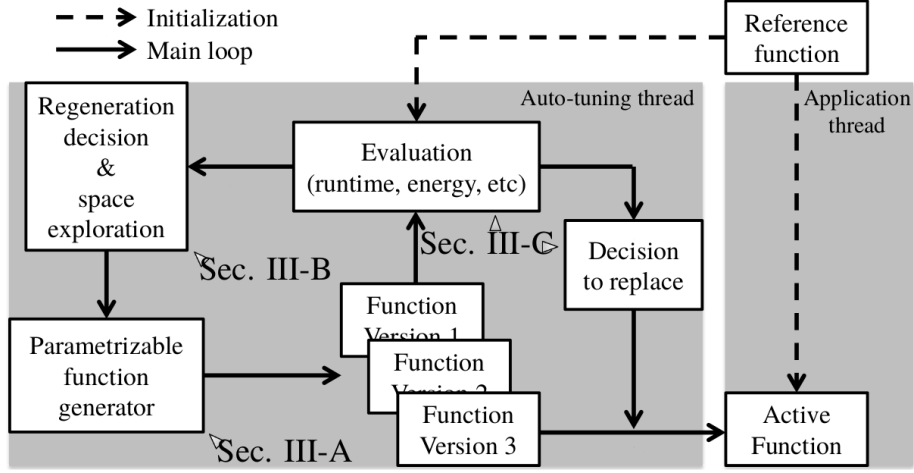 Initialization
Main loop
Reference
function
Auto-tuning thread
Application
thread
Regeneration
decision
&
space
exploration
Evaluation
(runtime, energy, etc)
Sec. III-C
Decision
to replace
Sec. III-B
Function
Version 1
Parametrizable
function
generator
Function
Version 2
Function
Version 3
Active
Function
Sec. III-A